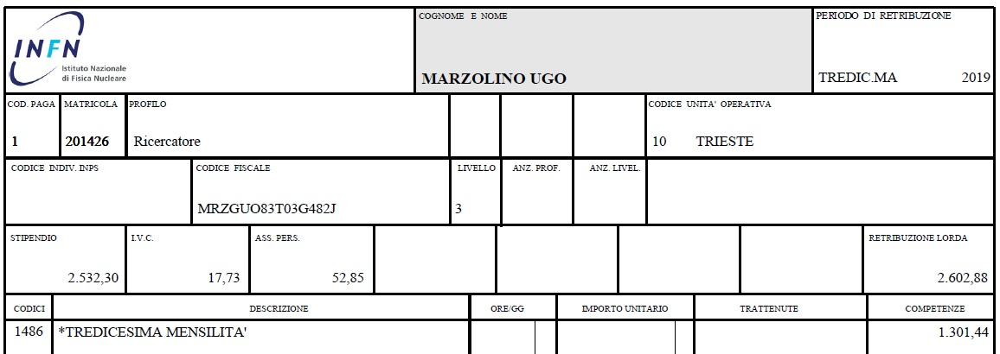 INFN
Istituto Nazionale
di Fisica Nucleare
COGNOME E NOME
MARZOLINO UGO
PERIODO DI RETRIBUZIONE
TREDIC.MA 2019
COD. PAGA MATRICOLA PROFILO CODICE UNITA' OPERATIVA
1 201426 Ricercatore 10 TRIESTE
CODICE INDIV. INPS CODICE FISCALE LIVELLO ANZ. PROF. ANZ. LIVEL.
MRZGUO83T03G482J 3
STIPENDIO I.V.C. ASS. PERS. RETRIBUZIONE LORDA
2.532,30 17,73 52,85 2.602,88
CODICI DESCRIZIONE ORE/GG IMPORTO UNITARIO TRATTENUTE COMPETENZE
1486 *TREDICESIMA MENSILITA' 1.301,44